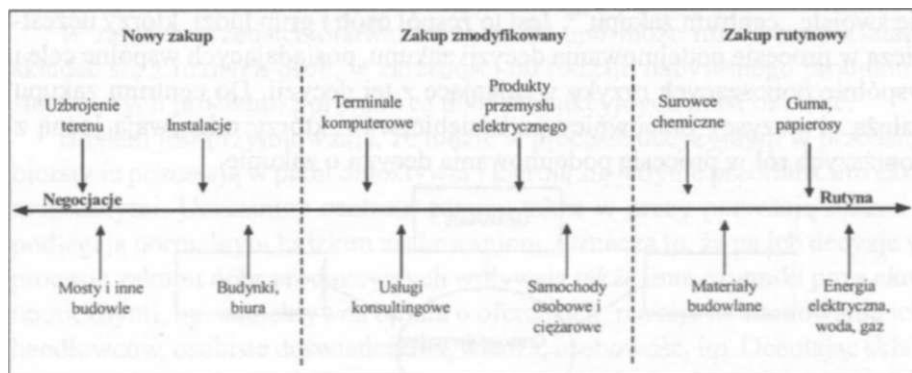 Nowy zakup
Zakup zmodyfikowany
Zakup rutynowy
Uzbrojenie
terenu
Instalacje
Terminale
komputerowe
Produkty
przemysłu
elektrycznego
Surowce
chemiczne
Guma,
papierosy
Negocjacje
Rutyna
Mosty i inne
budowle
Budynki,
biura
Usługi
konsultingowe
Samochody
osobowe i
ciężarowe
Materiały
budowlane
Energia
elektryczna,
woda, gaz